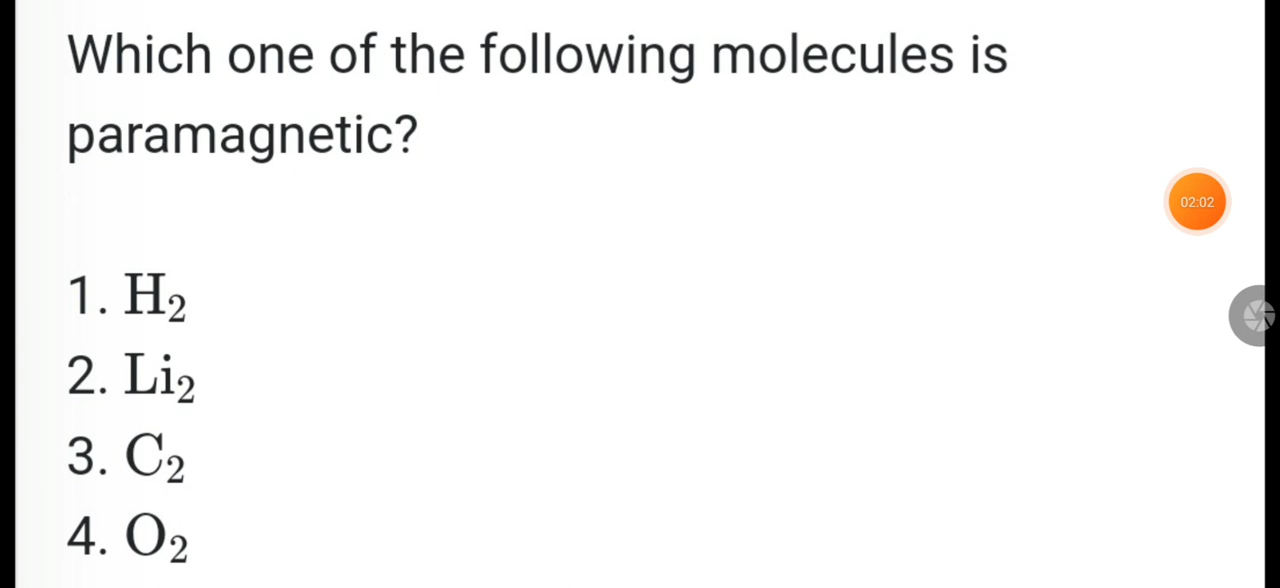 Which one of the following molecules is
paramagnetic?
02:02
1. H₂
2. Li₂
3. C₂
4. O₂